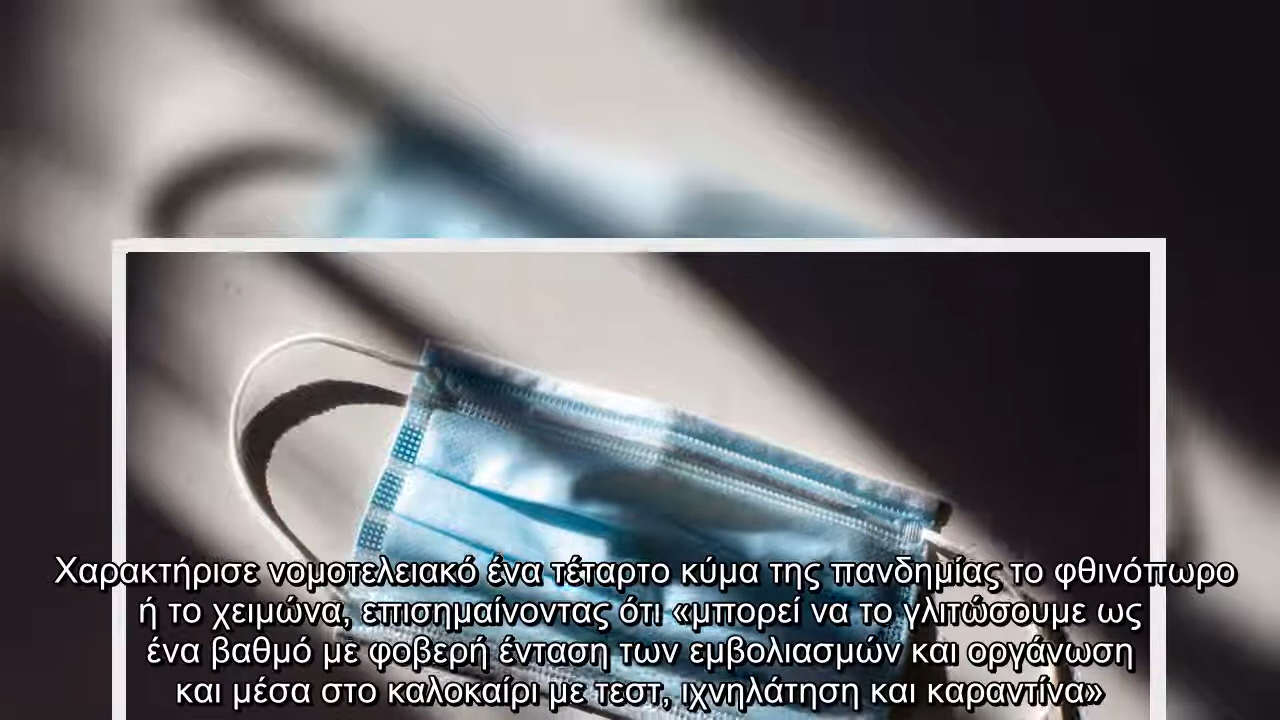 Χαρακτήρισε νομοτελειακό ένα τέταρτο κύμα της πανδημίας το φθινόπωρο
ή το χειμώνα, επισημαίνοντας ότι «μπορεί να το γλιτώσουμε ως
ένα βαθμό με φοβερή ένταση των εμβολιασμών και οργάνωση
και μέσα στο καλοκαίρι με τεστ, ιχνηλάτηση και καραντίνα»